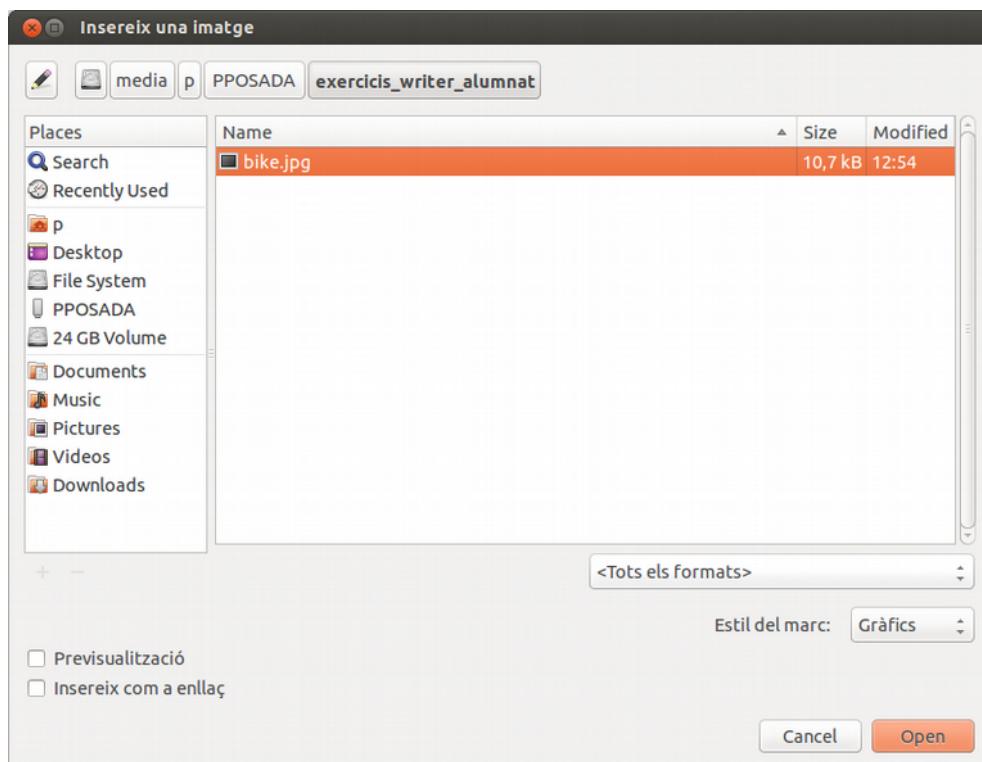 Insereix una imatge
media p PPOSADA exercicis_writer_alumnat
Places
Search
Recently Used
p
Desktop
File System
PPOSADA
24 GB Volume
Documents
Music
Pictures
Videos
Downloads
Name Size Modified
bike.jpg 10,7 kB 12:54
<Tots els formats>
Estil del marc: Gràfics
Previsualització
Insereix com a enllaç
Cancel Open